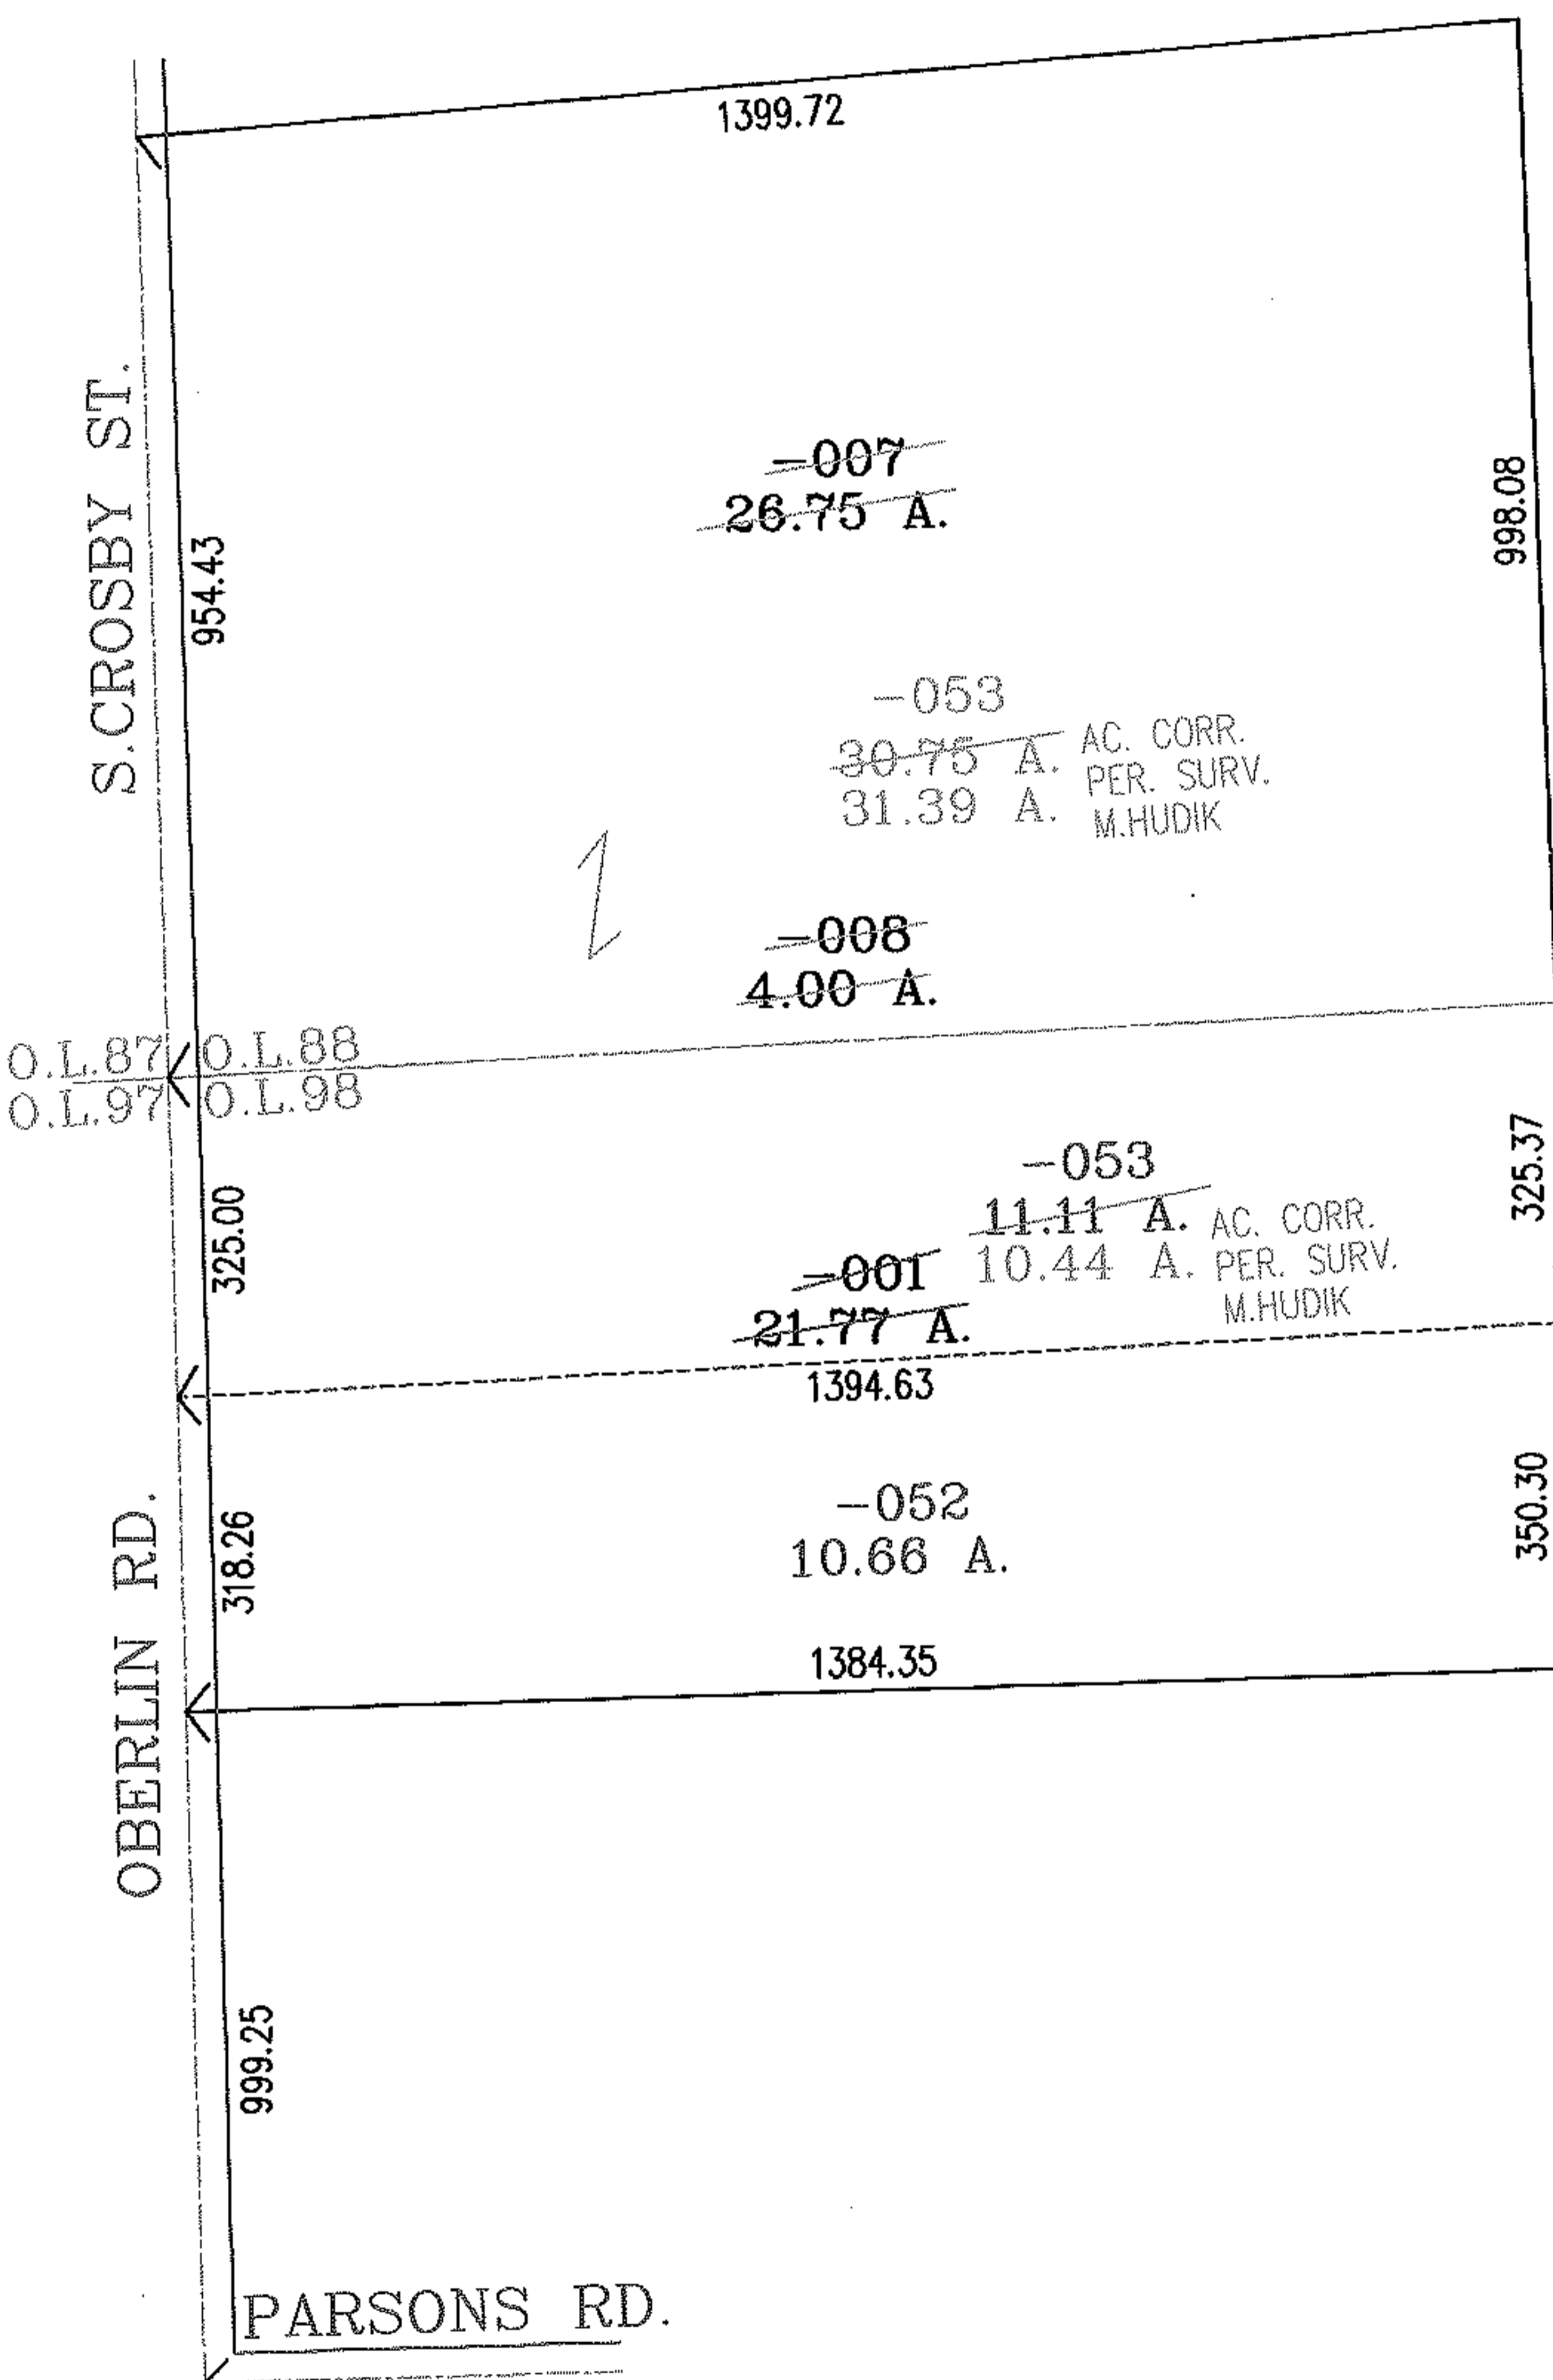 1399.72
S.CROSBY ST.
954.43
998.08
-007
26.75 A.
-053
30.75 A.
31.39 A.
AC. CORR.
PER. SURV.
M.HUDIK
-008
4.00 A.
O.L.87 O.L.88
O.L.97 O.L.98
325.00
325.37
-053
11.11 A.
10.44 A.
AC. CORR.
PER. SURV.
M.HUDIK
-001
21.77 A.
1394.63
OBERLIN RD.
318.26
350.30
-052
10.66 A.
1384.35
999.25
PARSONS RD.